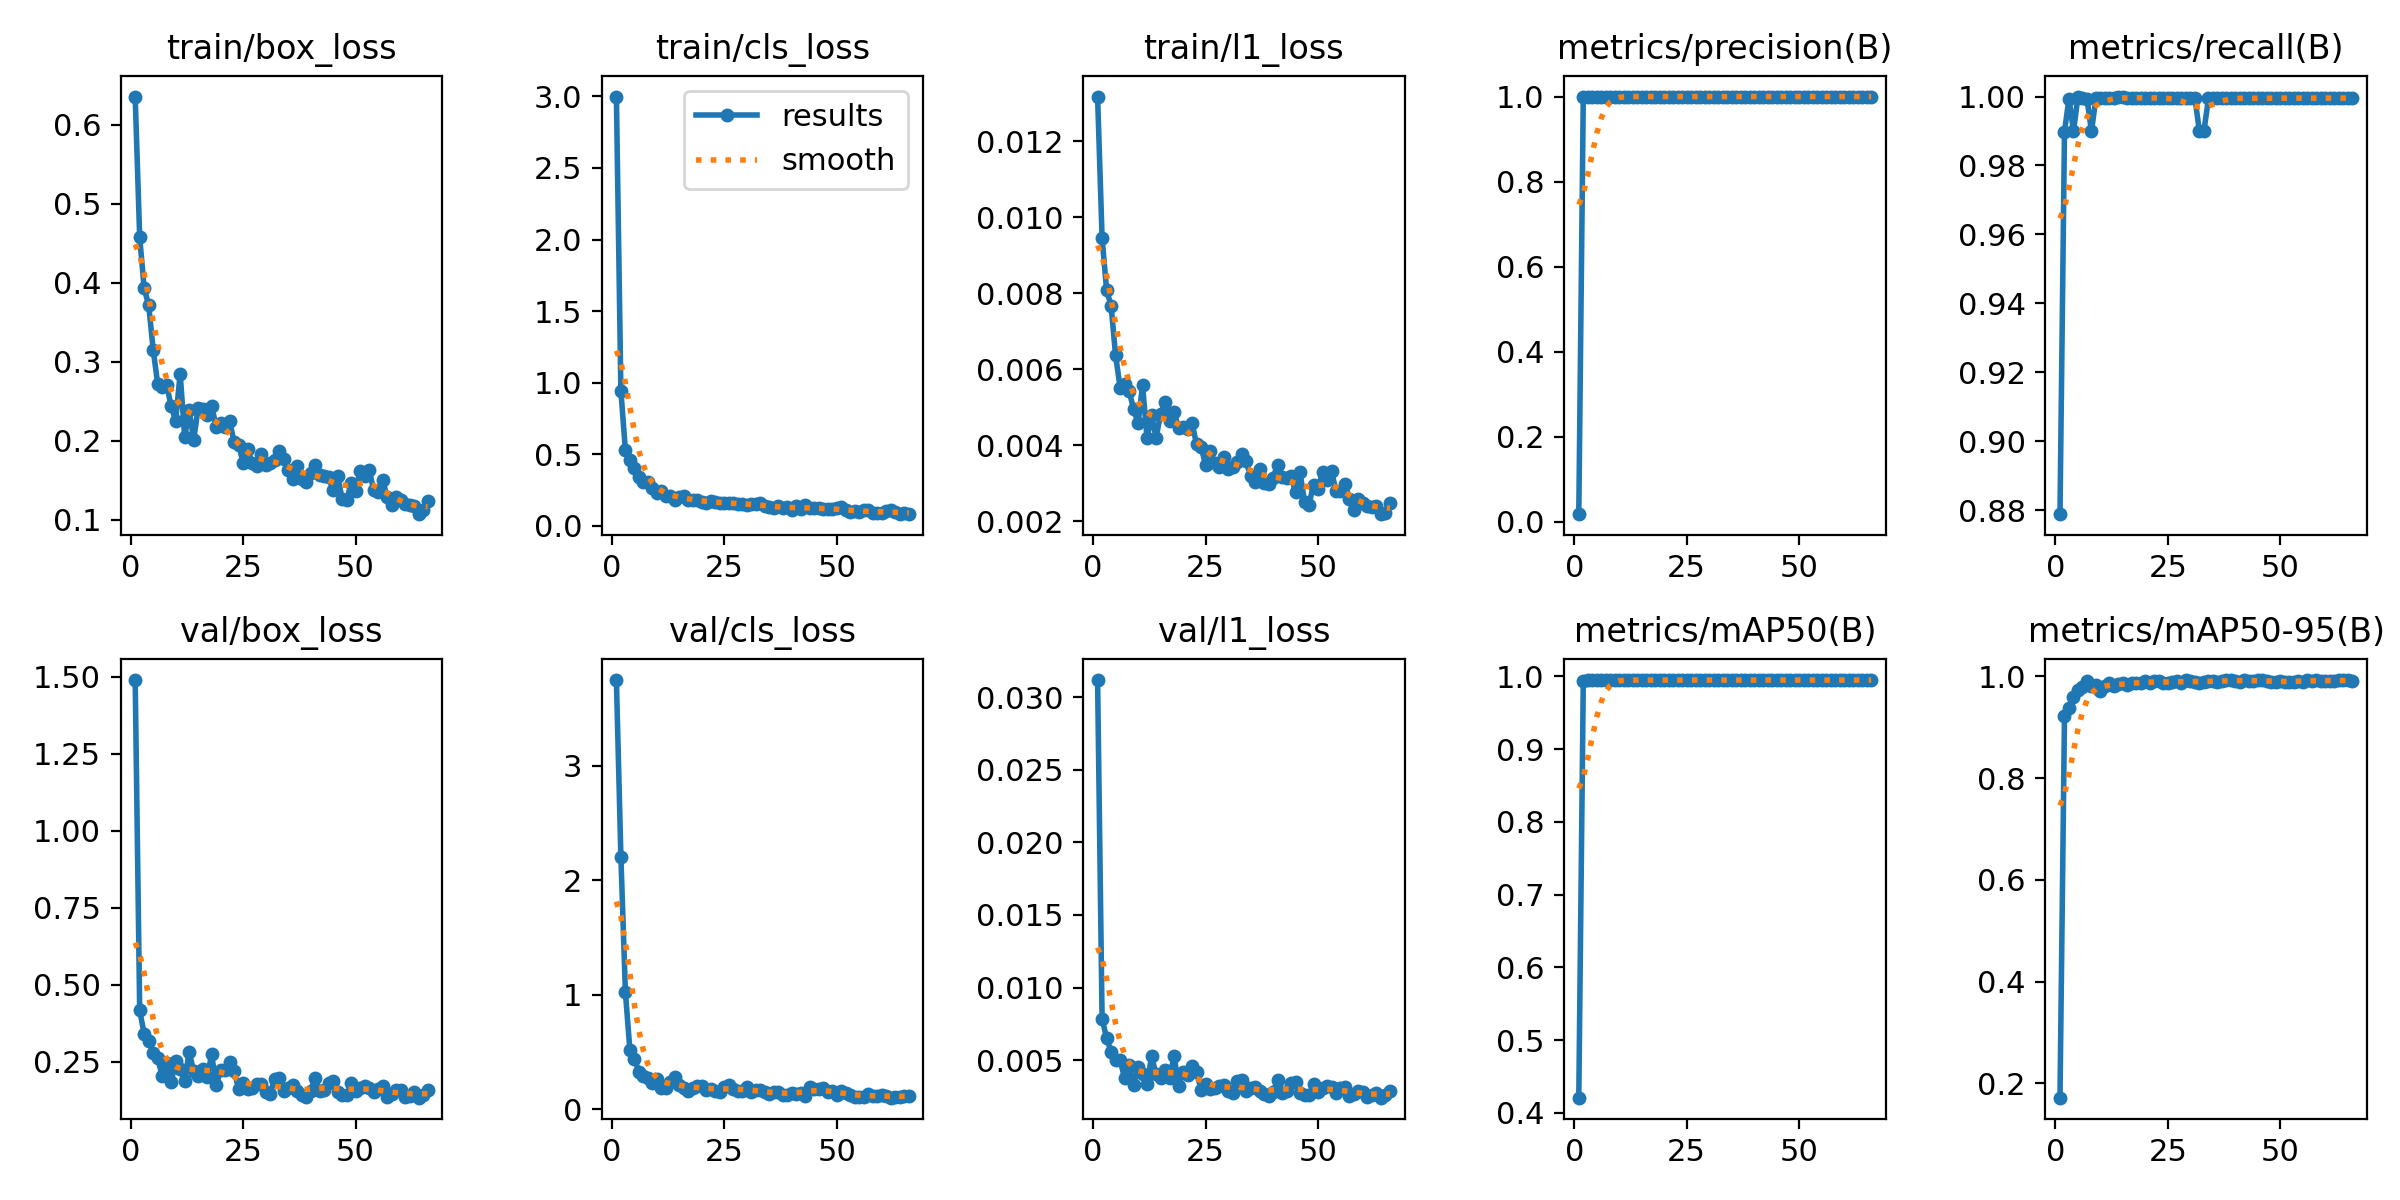 train/box_loss
0.6
0.5
0.4
0.3
0.2
0.1
0 25 50
train/cls_loss
3.0
2.5
2.0
1.5
1.0
0.5
0.0
0 25 50
results
smooth
train/l1_loss
0.012
0.010
0.008
0.006
0.004
0.002
0 25 50
metrics/precision(B)
1.0
0.8
0.6
0.4
0.2
0.0
0 25 50
metrics/recall(B)
1.00
0.98
0.96
0.94
0.92
0.90
0.88
0 25 50
val/box_loss
1.50
1.25
1.00
0.75
0.50
0.25
0 25 50
val/cls_loss
3
2
1
0
0 25 50
val/l1_loss
0.030
0.025
0.020
0.015
0.010
0.005
0 25 50
metrics/mAP50(B)
1.0
0.9
0.8
0.7
0.6
0.5
0.4
0 25 50
metrics/mAP50-95(B)
1.0
0.8
0.6
0.4
0.2
0 25 50